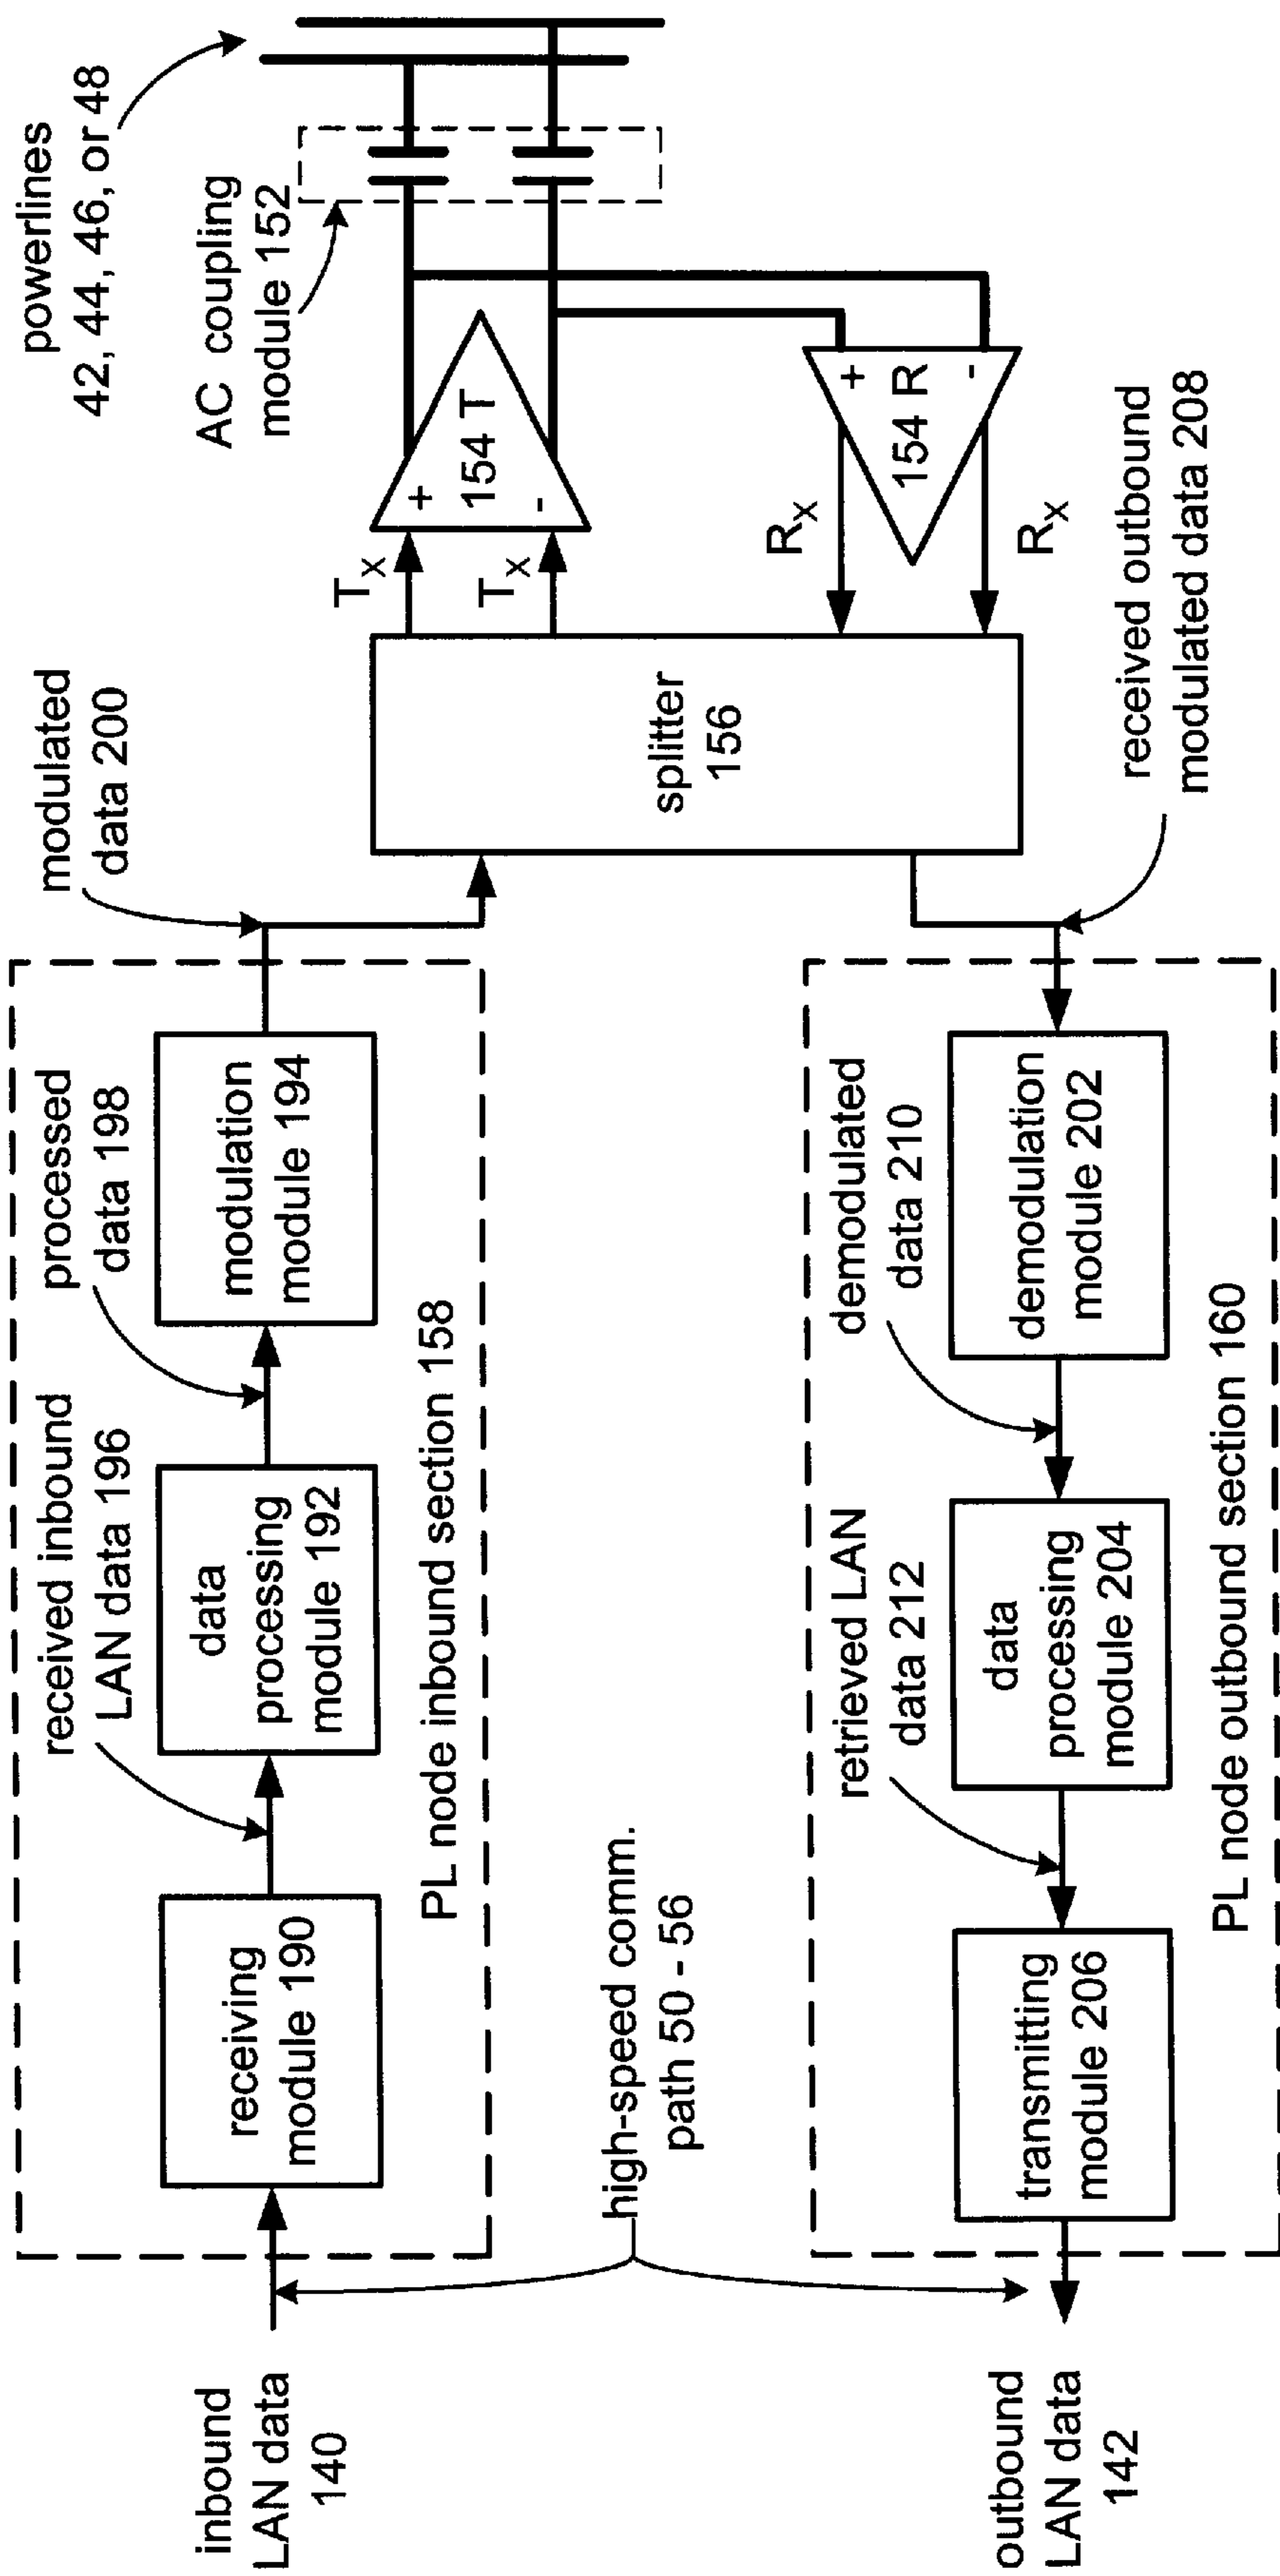 powerlines
42, 44, 46, or 48
AC coupling
module 152
modulated
data 200
processed
data 198
received inbound
LAN data 196
inbound
LAN data
140
receiving
module 190
data
processing
module 192
modulation
module 194
PL node inbound section 158
splitter
156
Tx
Tx
+
154 T
-
Rx
Rx
+
154 R
-
received outbound
modulated data 208
high-speed comm.
path 50 - 56
demodulated
data 210
retrieved LAN
data 212
outbound
LAN data
142
transmitting
module 206
data
processing
module 204
demodulation
module 202
PL node outbound section 160